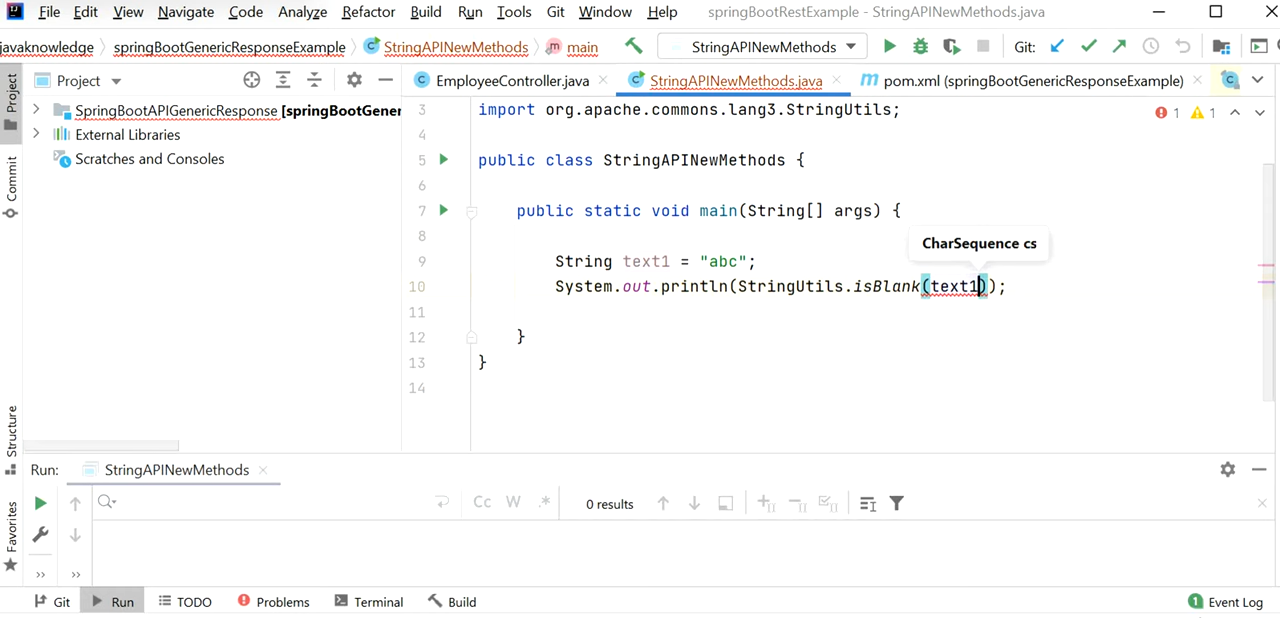 File Edit View Navigate Code Analyze Refactor Build Run Tools Git Window Help springBootRestExample - StringAPINewMethods.java
javaknowledge springBootGenericResponseExample StringAPINewMethods main StringAPINewMethods Git:
Project EmployeeController.java StringAPINewMethods.java pom.xml (springBootGenericResponseExample)
Project
Commit
Structure
Favorites
SpringBootAPIGenericResponse [springBootGener
External Libraries
Scratches and Consoles
1 1
3 import org.apache.commons.lang3.StringUtils;
4
5 public class StringAPINewMethods {
6
7 public static void main(String[] args) {
8
CharSequence cs
9 String text1 = "abc";
10 System.out.println(StringUtils.isBlank(text1));
11
12 }
13 }
14
Run: StringAPINewMethods
Cc W .* 0 results
Git Run TODO Problems Terminal Build 1 Event Log